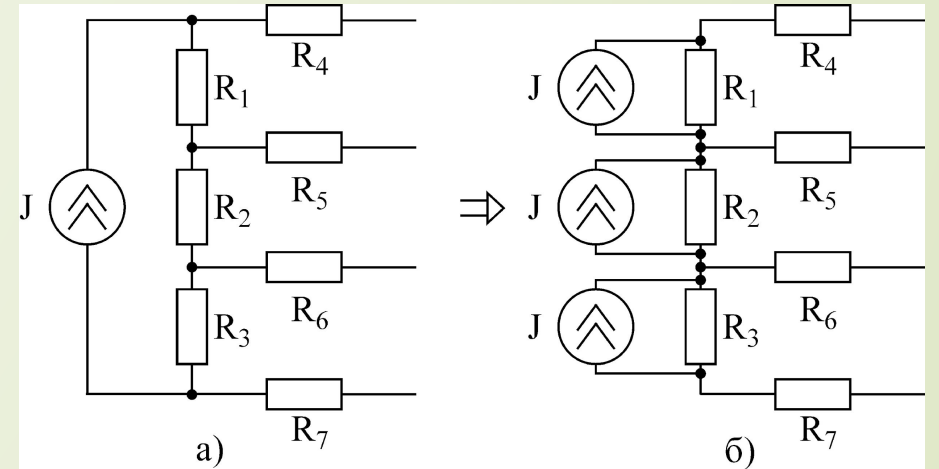 R₄
R₁
J
R₅
R₂
R₆
R₃
R₇
а)
R₄
J
R₁
R₅
J
R₂
R₆
J
R₃
R₇
б)